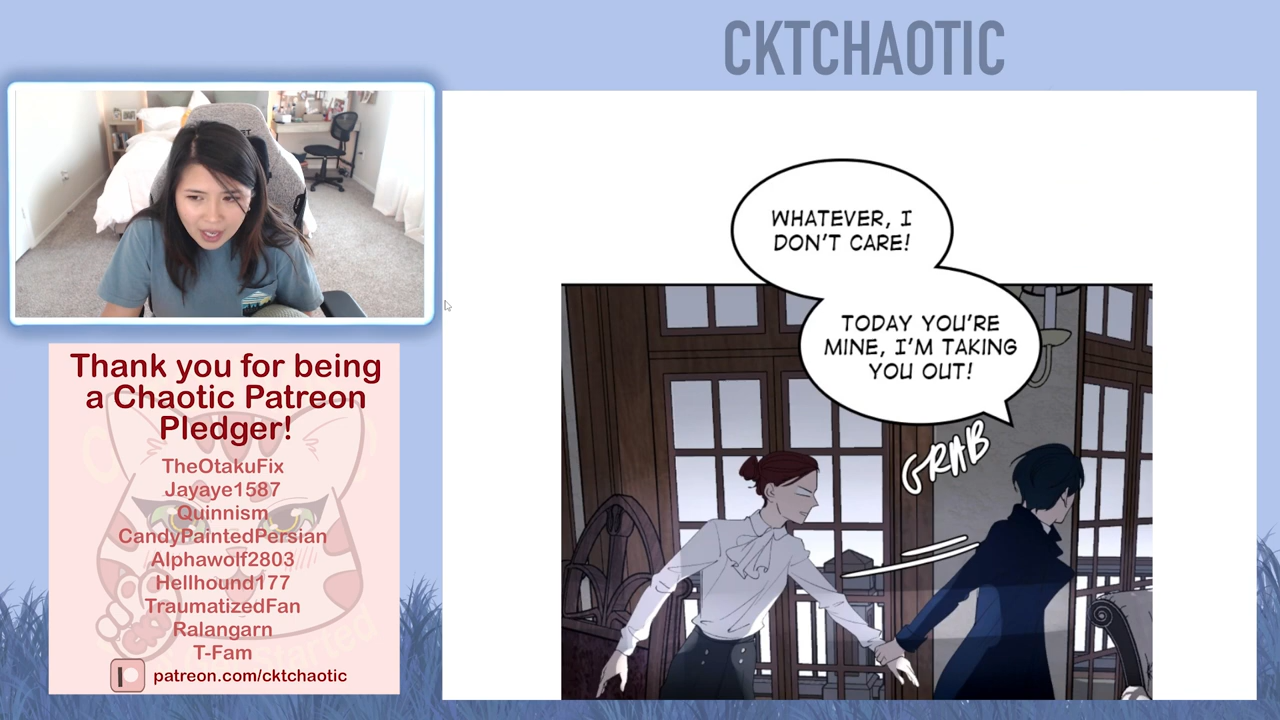 CKTCHAOTIC
WHATEVER, I
DON'T CARE!
TODAY YOU'RE
MINE, I'M TAKING
YOU OUT!
GRAB
Thank you for being
a Chaotic Patreon
Pledger!
TheOtakuFix
Jayaye1587
Quinnism
CandyPaintedPersian
Alphawolf2803
Hellhound177
TraumatizedFan
Ralangarn
T-Fam
patreon.com/cktchaotic